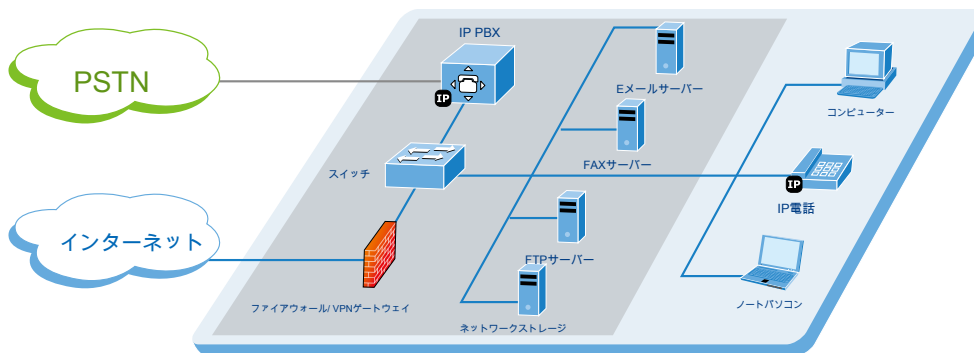 IP PBX
PSTN
IP
Eメールサーバー
コンピューター
スイッチ
FAXサーバー
IP
IP電話
インターネット
FTPサーバー
ファイアウォール/ VPNゲートウェイ
ネットワークストレージ
ノートパソコン